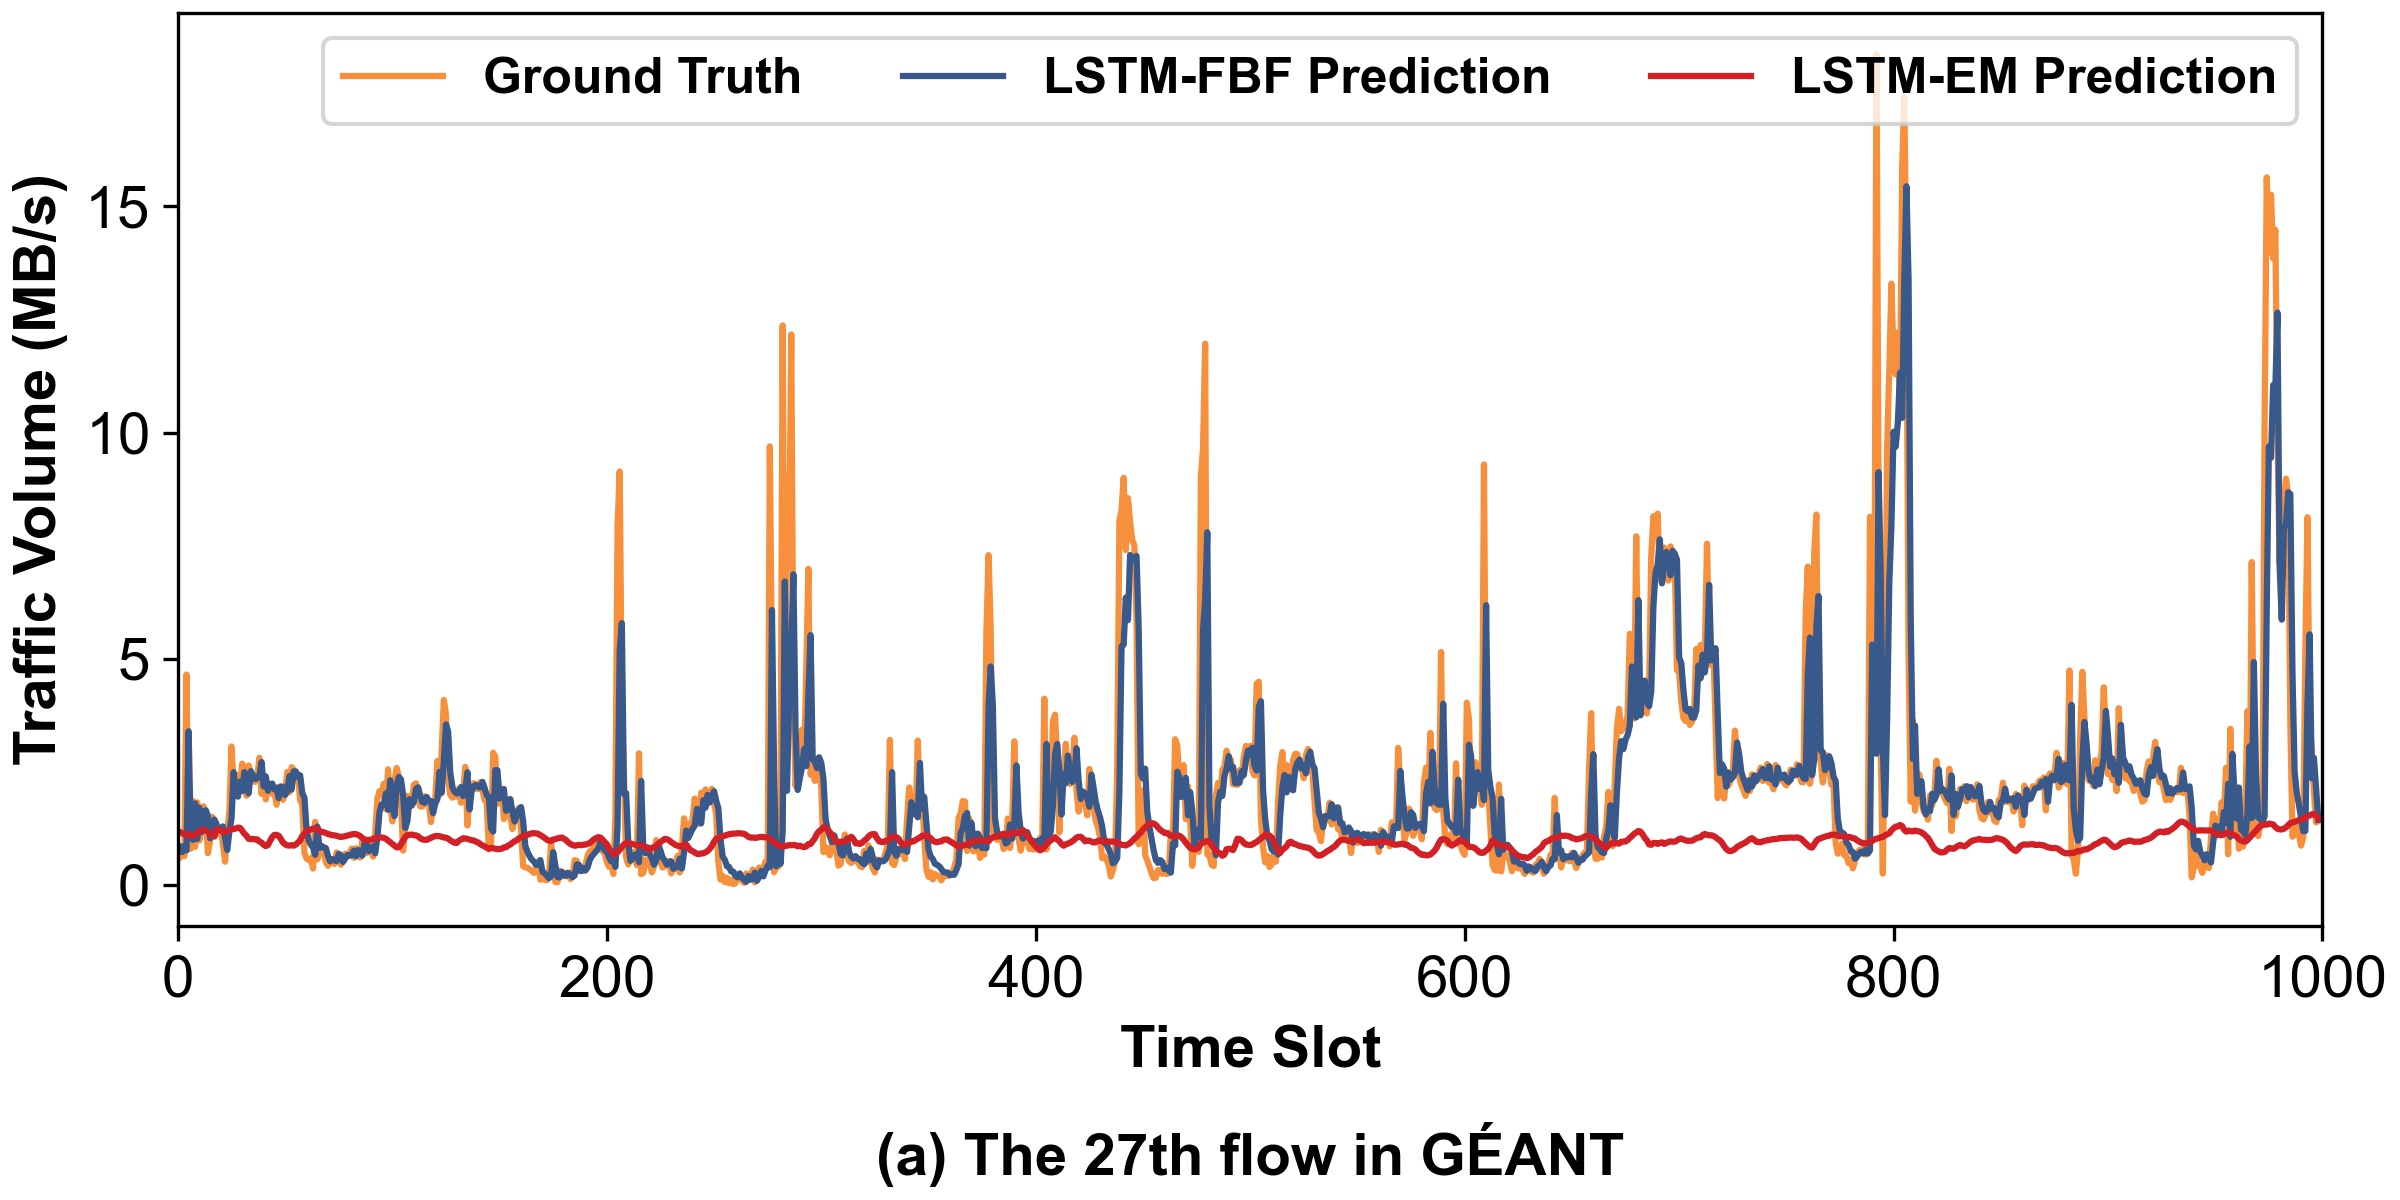 Ground Truth LSTM-FBF Prediction LSTM-EM Prediction
Traffic Volume (MB/s)
15
10
5
0
0 200 400 600 800 1000
Time Slot
(a) The 27th flow in GÉANT